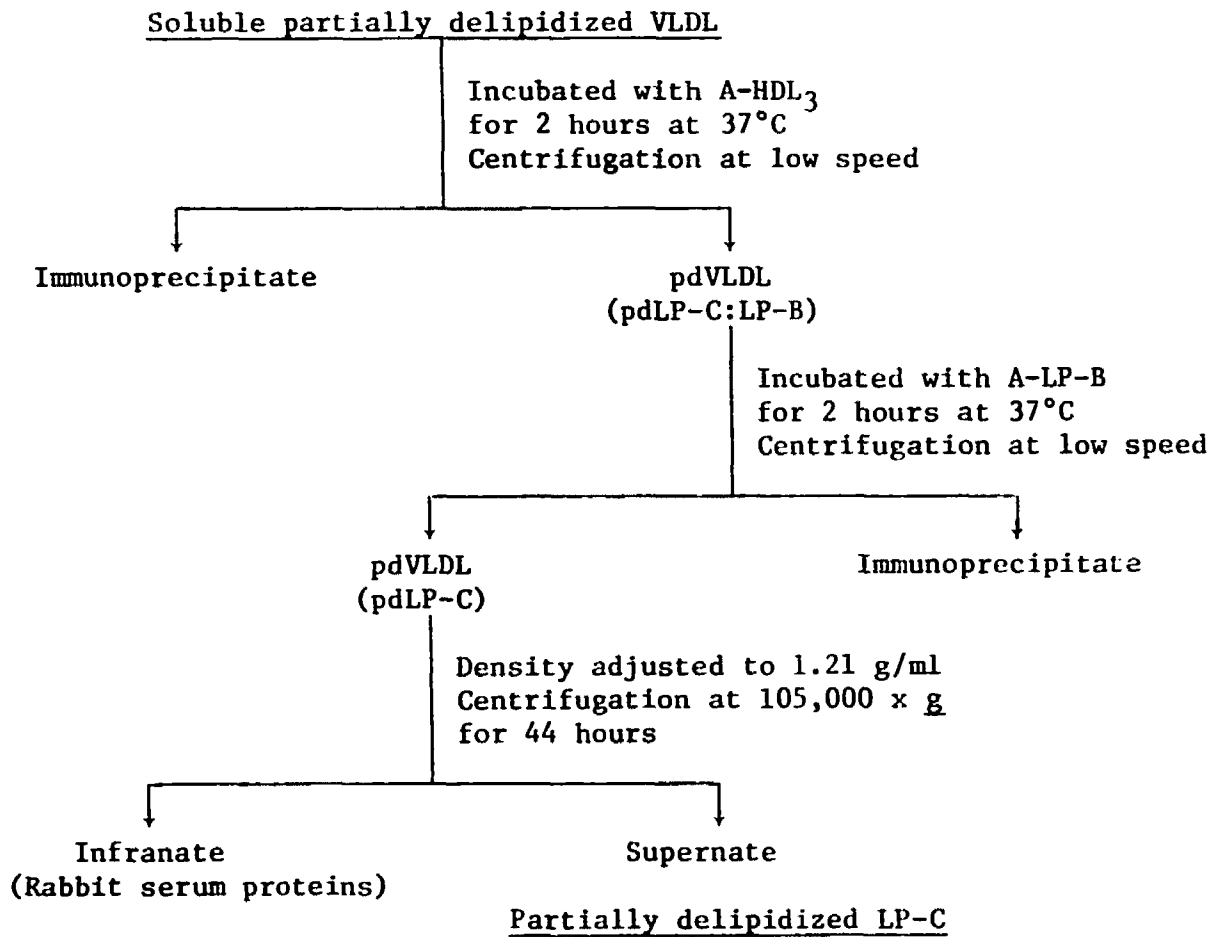 Soluble partially delipidized VLDL
Incubated with A-HDL3
for 2 hours at 37°C
Centrifugation at low speed
Immunoprecipitate
pdVLDL
(pdLP-C:LP-B)
Incubated with A-LP-B
for 2 hours at 37°C
Centrifugation at low speed
pdVLDL
(pdLP-C)
Immunoprecipitate
Density adjusted to 1.21 g/ml
Centrifugation at 105,000 x g
for 44 hours
Infranate
(Rabbit serum proteins)
Supernate
Partially delipidized LP-C